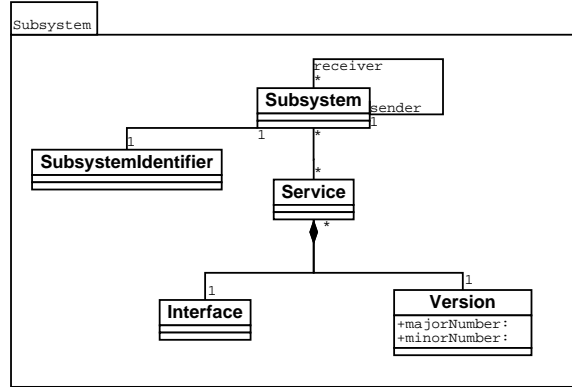 Subsystem
receiver
*
Subsystem
sender
1
1
*
1
SubsystemIdentifier
*
Service
*
1
1
Interface
Version
+majorNumber:
+minorNumber: